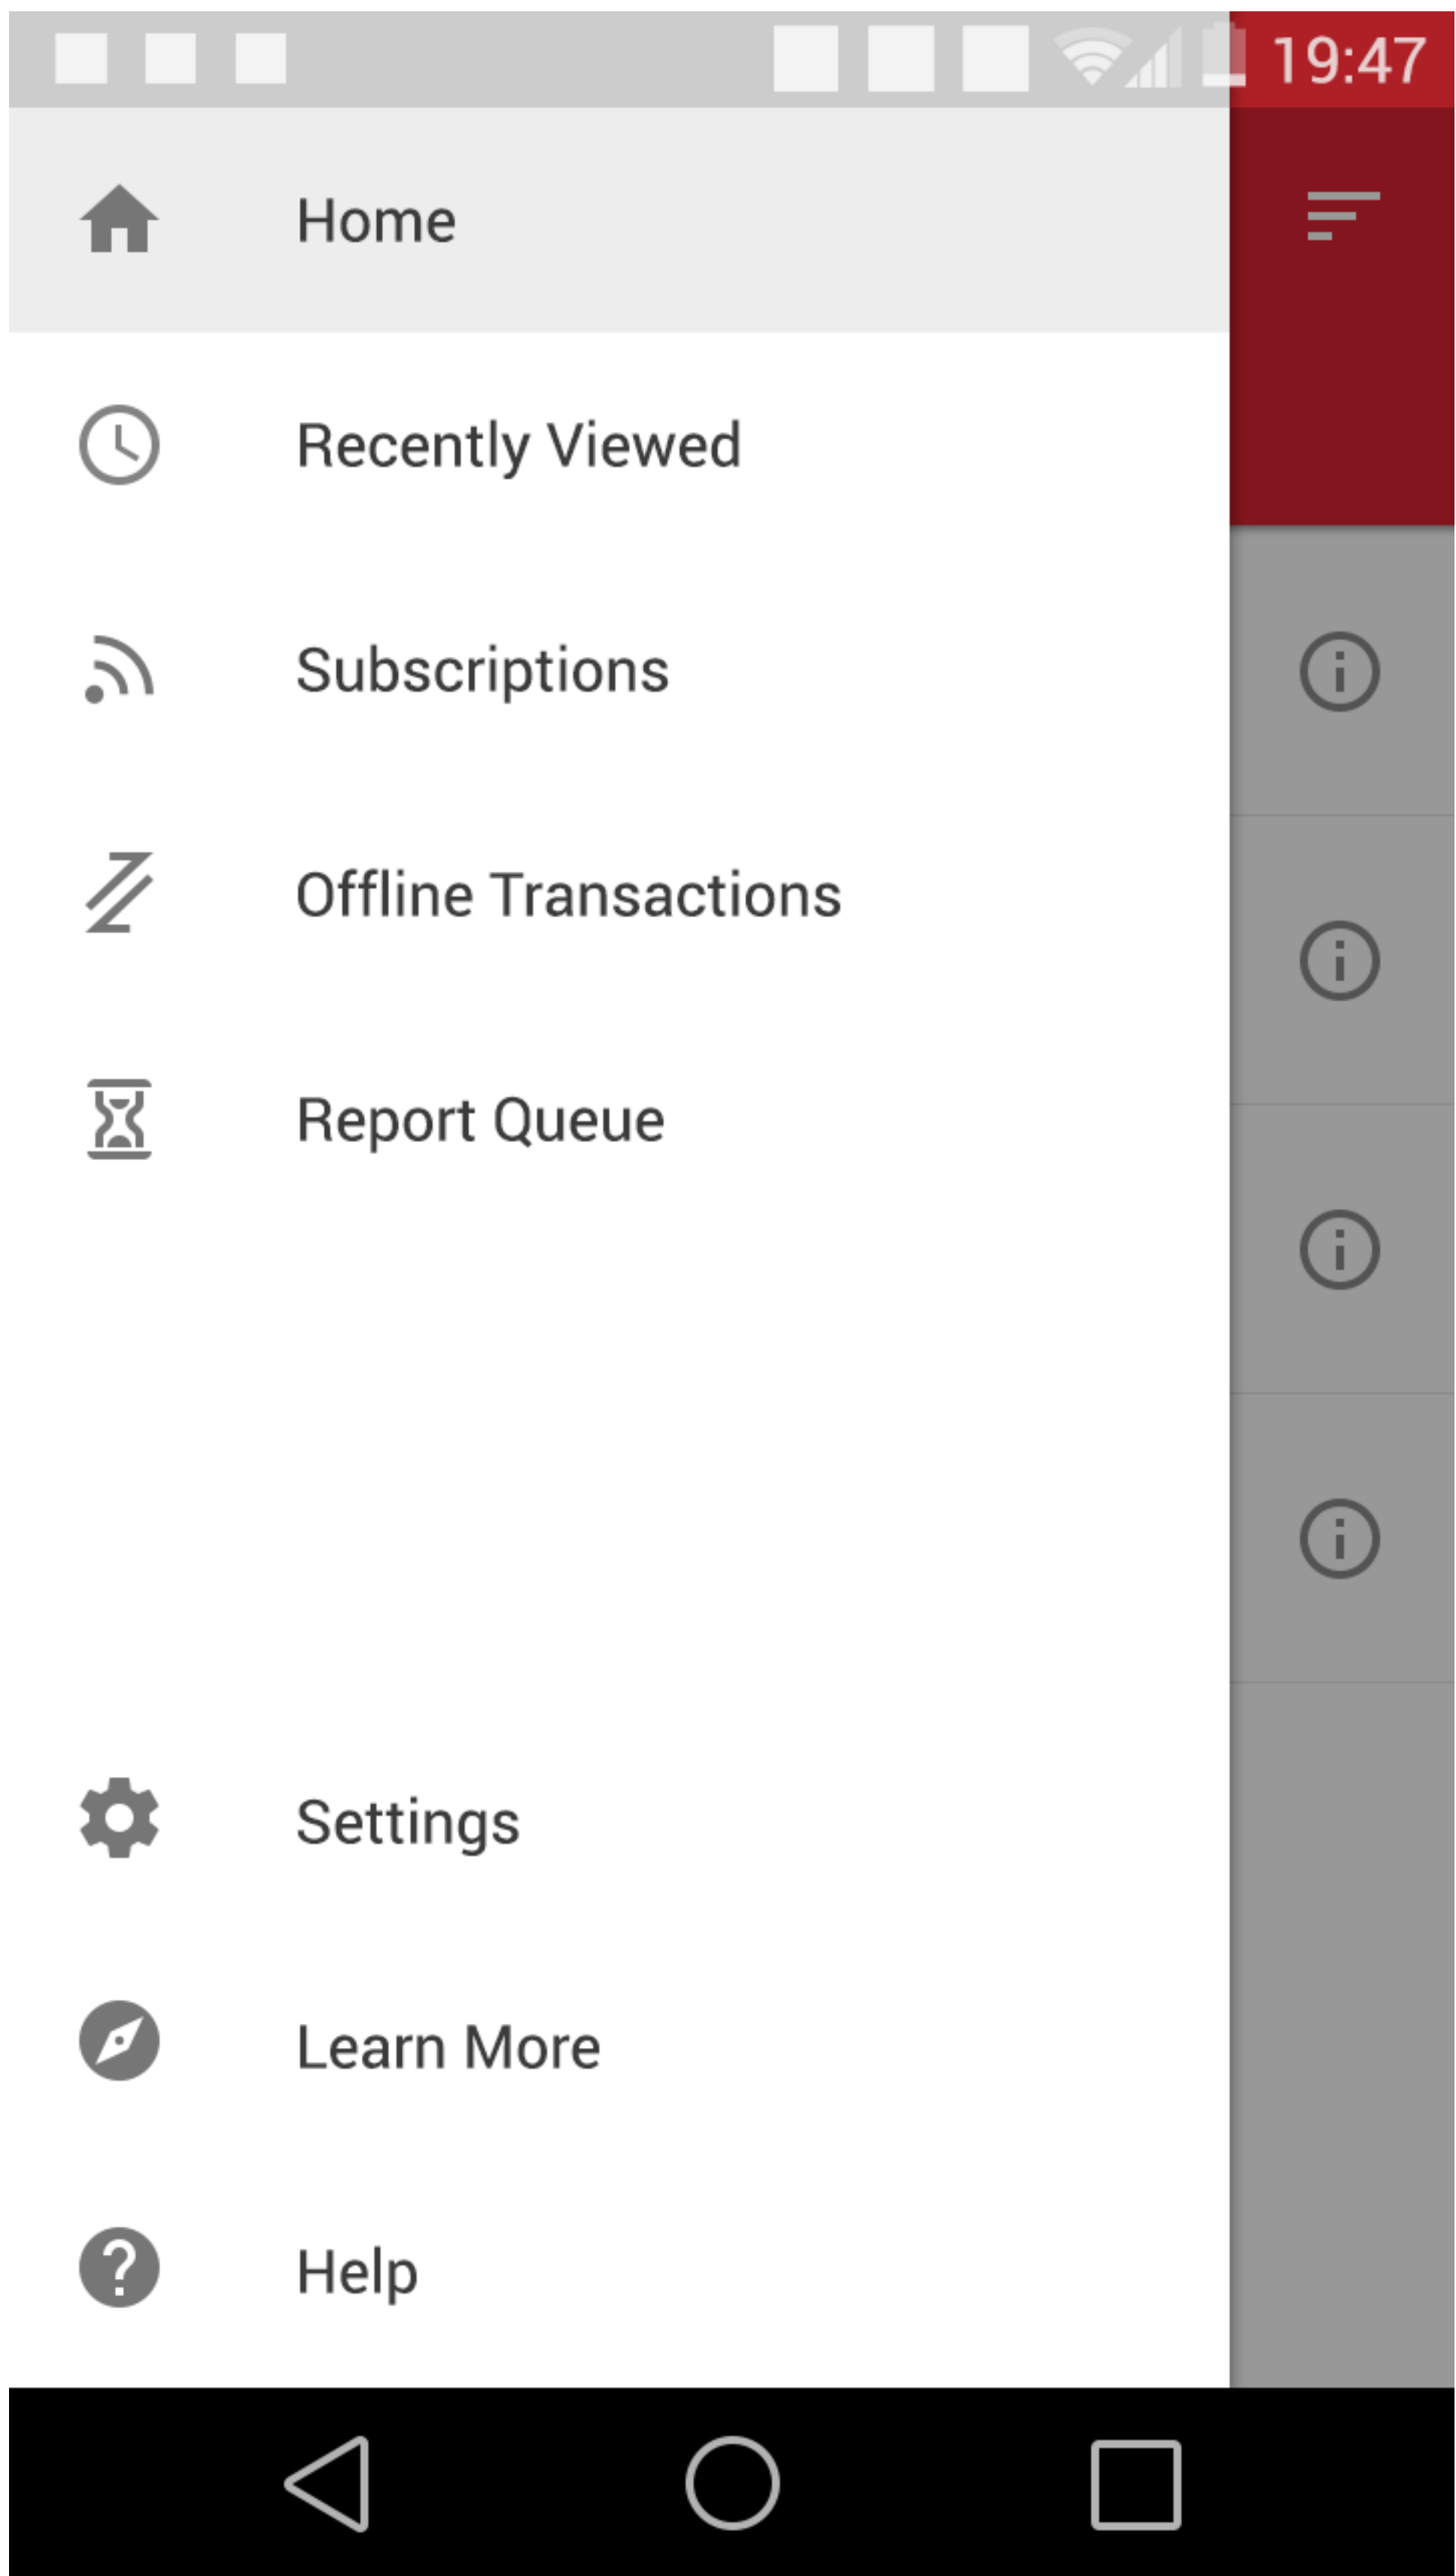 19:47
Home
Recently Viewed
Subscriptions
Offline Transactions
Report Queue
Settings
Learn More
Help